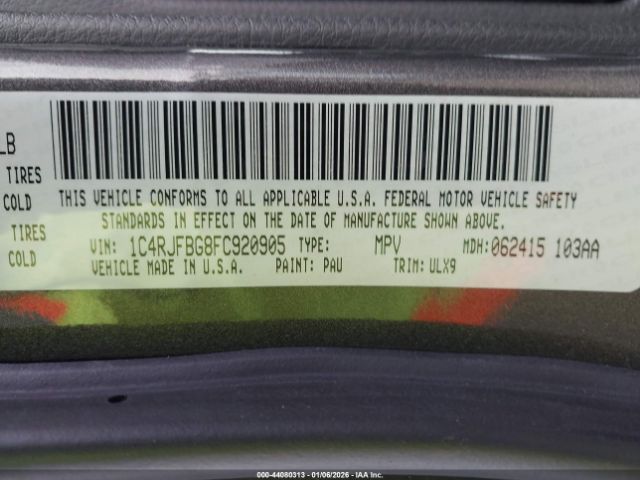 LB
TIRES
COLD
TIRES
COLD
THIS VEHICLE CONFORMS TO ALL APPLICABLE U.S.A. FEDERAL MOTOR VEHICLE SAFETY
STANDARDS IN EFFECT ON THE DATE OF MANUFACTURE SHOWN ABOVE.
VIN: 1C4RJFBG8FC920905 TYPE: MPV MDH: 062415 103AA
VEHICLE MADE IN U.S.A. PAINT: PAU TRIM: ULX9
000-44080313 - 01/06/2026 - IAA Inc.